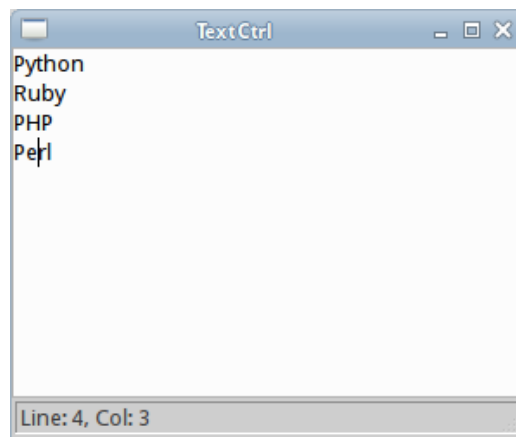 TextCtrl
Python
Ruby
PHP
Perl
Line: 4, Col: 3